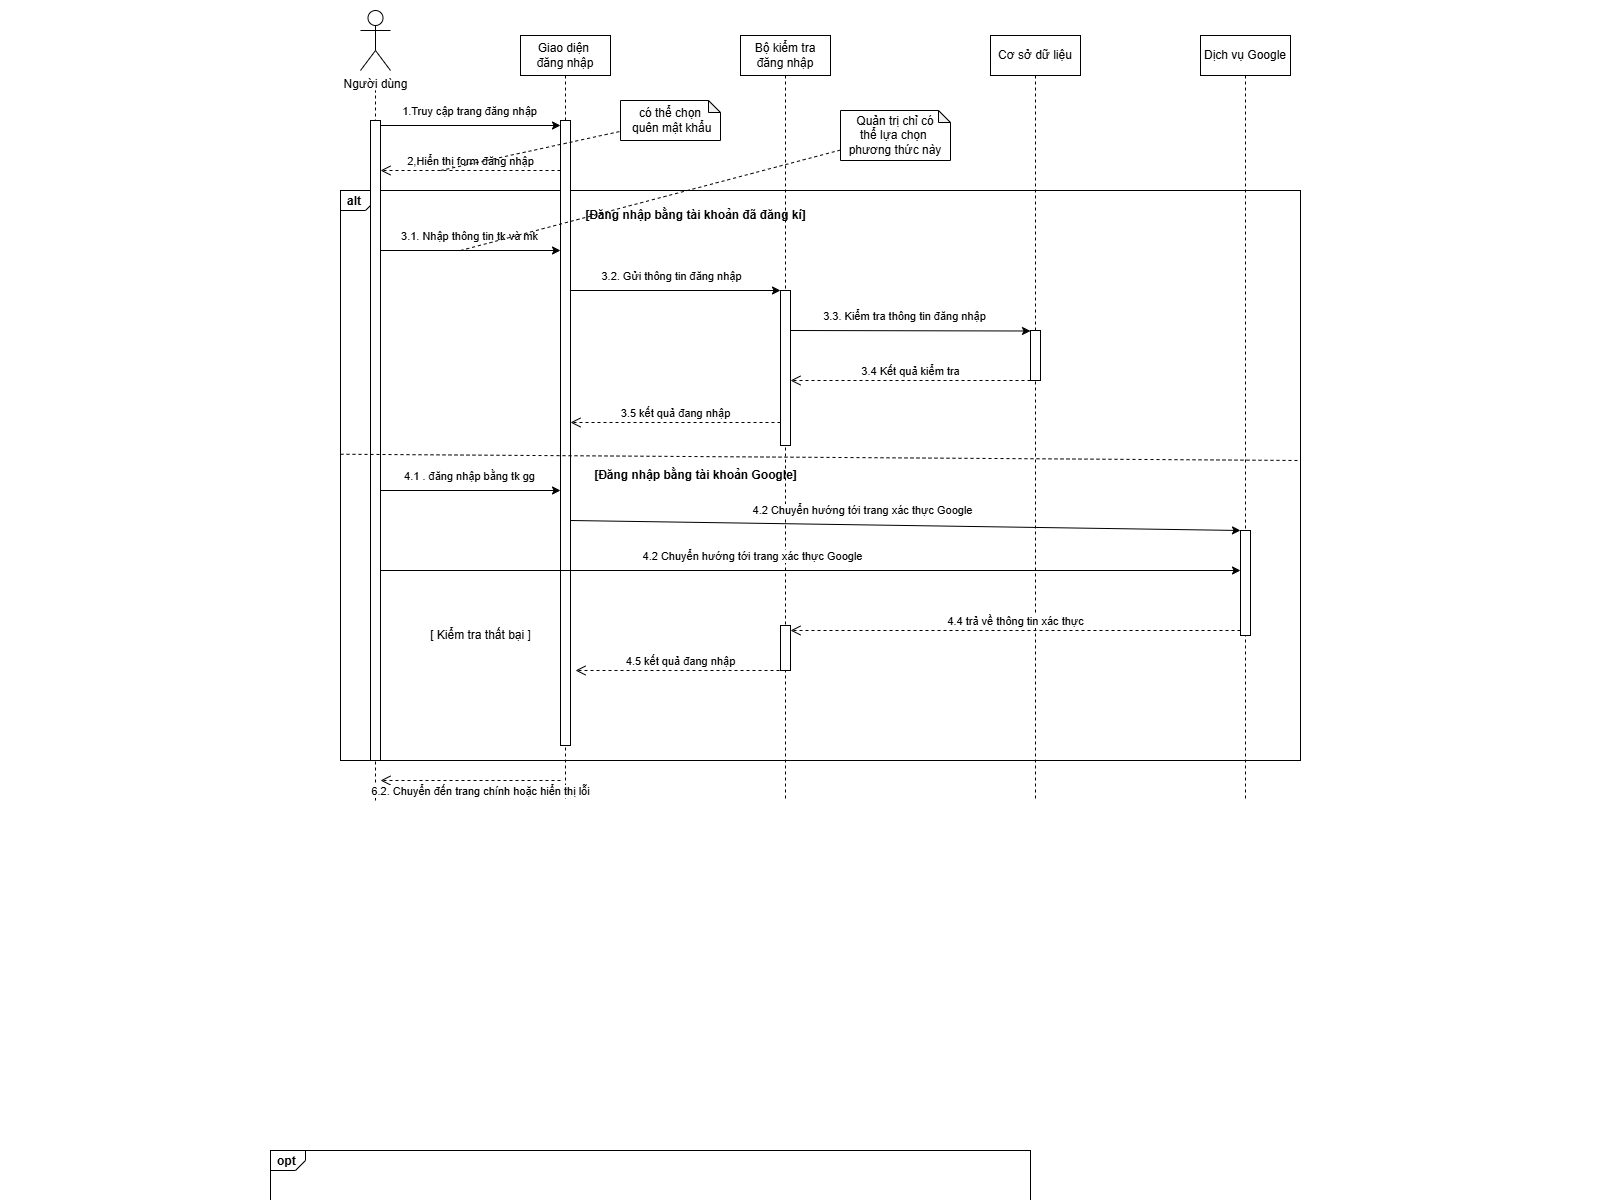 Người dùng
Giao diện
đăng nhập
Bộ kiểm tra
đăng nhập
Cơ sở dữ liệu
Dịch vụ Google
1.Truy cập trang đăng nhập
có thể chọn
quên mật khẩu
Quản trị chỉ có
thể lựa chọn
phương thức này
2,Hiển thị form đăng nhập
alt
[Đăng nhập bằng tài khoản đã đăng kí]
3.1. Nhập thông tin tk và mk
3.2. Gửi thông tin đăng nhập
3.3. Kiểm tra thông tin đăng nhập
3.4 Kết quả kiểm tra
3.5 kết quả đang nhập
[Đăng nhập bằng tài khoản Google]
4.1 . đăng nhập bằng tk gg
4.2 Chuyển hướng tới trang xác thực Google
4.2 Chuyển hướng tới trang xác thực Google
4.4 trả về thông tin xác thực
[ Kiểm tra thất bại ]
4.5 kết quả đang nhập
6.2. Chuyển đến trang chính hoặc hiển thị lỗi
opt